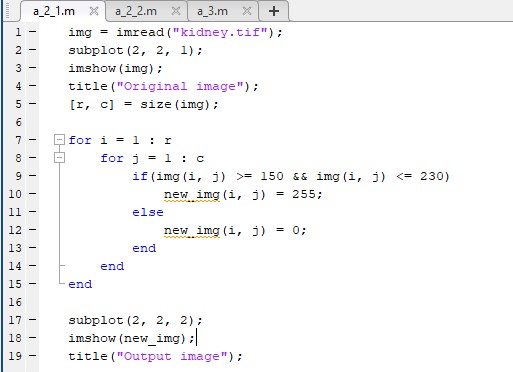 a_2_1.m × a_2_2.m × a_3.m × +
1 – img = imread("kidney.tif");
2 – subplot(2, 2, 1);
3 – imshow(img);
4 – title("Original image");
5 – [r, c] = size(img);
6
7 – for i = 1 : r
8 – for j = 1 : c
9 – if(img(i, j) >= 150 && img(i, j) <= 230)
10 – new_img(i, j) = 255;
11 – else
12 – new_img(i, j) = 0;
13 – end
14 – end
15 – end
16
17 – subplot(2, 2, 2);
18 – imshow(new_img);
19 – title("Output image");